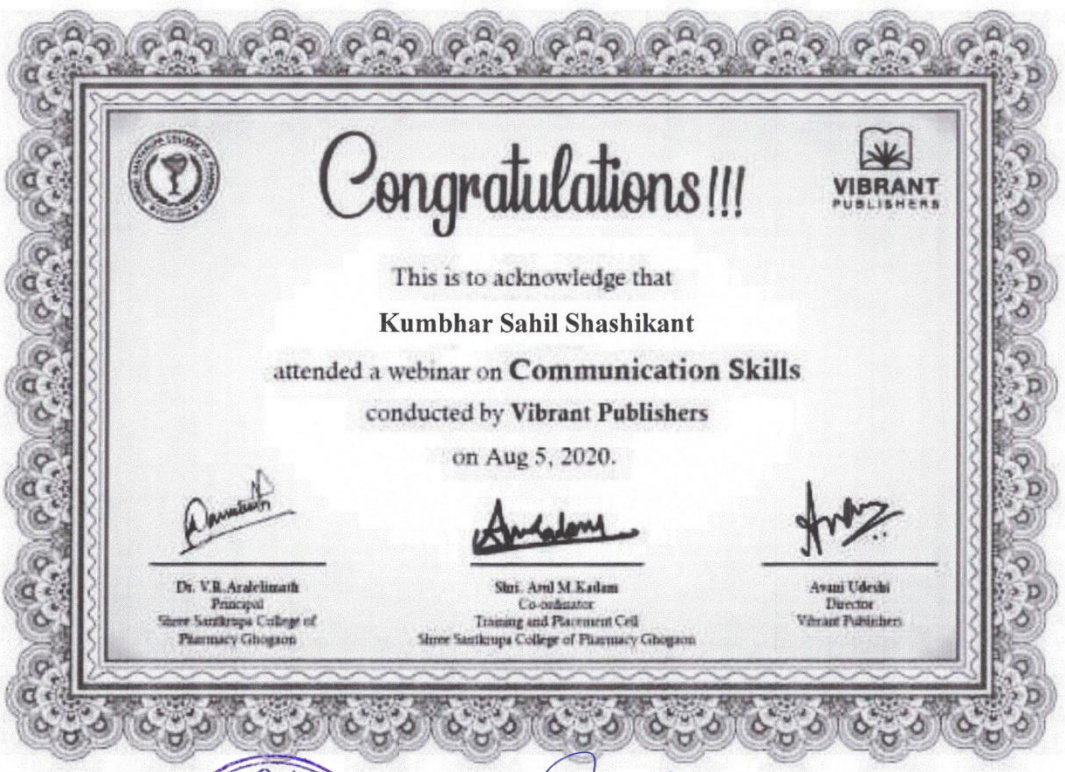 Congratulations!!!
VIBRANT
PUBLISHERS
This is to acknowledge that
Kumbhar Sahil Shashikant
attended a webinar on Communication Skills
conducted by Vibrant Publishers
on Aug 5, 2020.
Dr. V.R. Aralelimath
Principal
Shree Santkrupa College of
Pharmacy Ghogaon
Shri. Aml M.Kadam
Co-ordinator
Training and Placement Cell
Shree Santkrupa College of Pharmacy Ghogaon
Avani Udeshi
Director
Vibrant Publishers